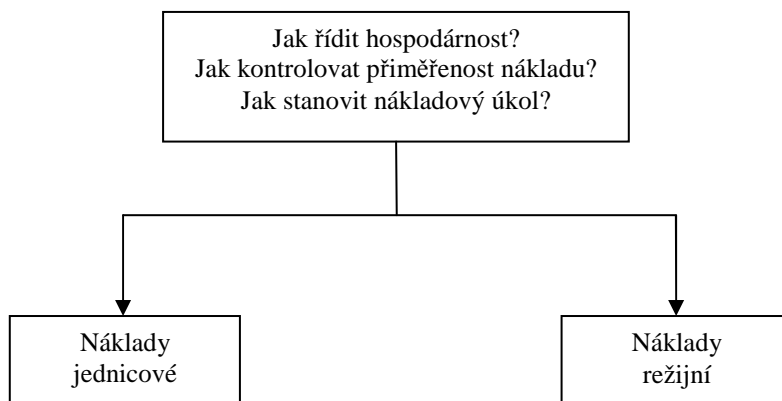 Jak řídit hospodárnost?
Jak kontrolovat přiměřenost nákladu?
Jak stanovit nákladový úkol?
Náklady
jednicové
Náklady
režijní